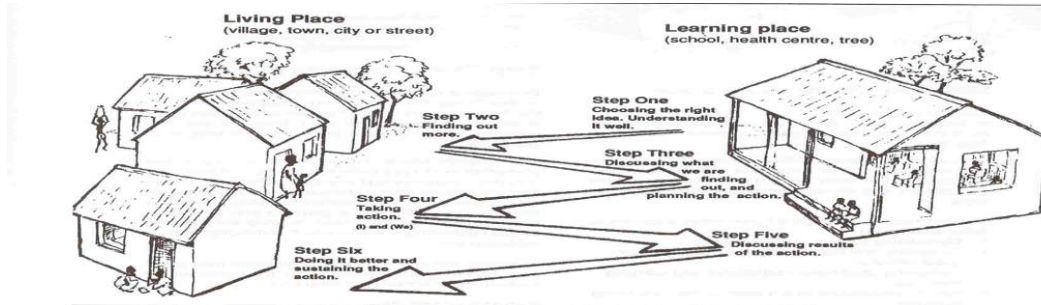 Living Place
(village, town, city or street)
Learning place
(school, health centre, tree)
Step One
Choosing the right
idea. Understanding
it well.
Step Two
Finding out
more.
Step Three
Discussing what
we are
finding
out, and
planning the action.
Step Four
Taking
action.
(I) and (We)
Step Five
Discussing results
of the action.
Step Six
Doing it better and
sustaining the
action.